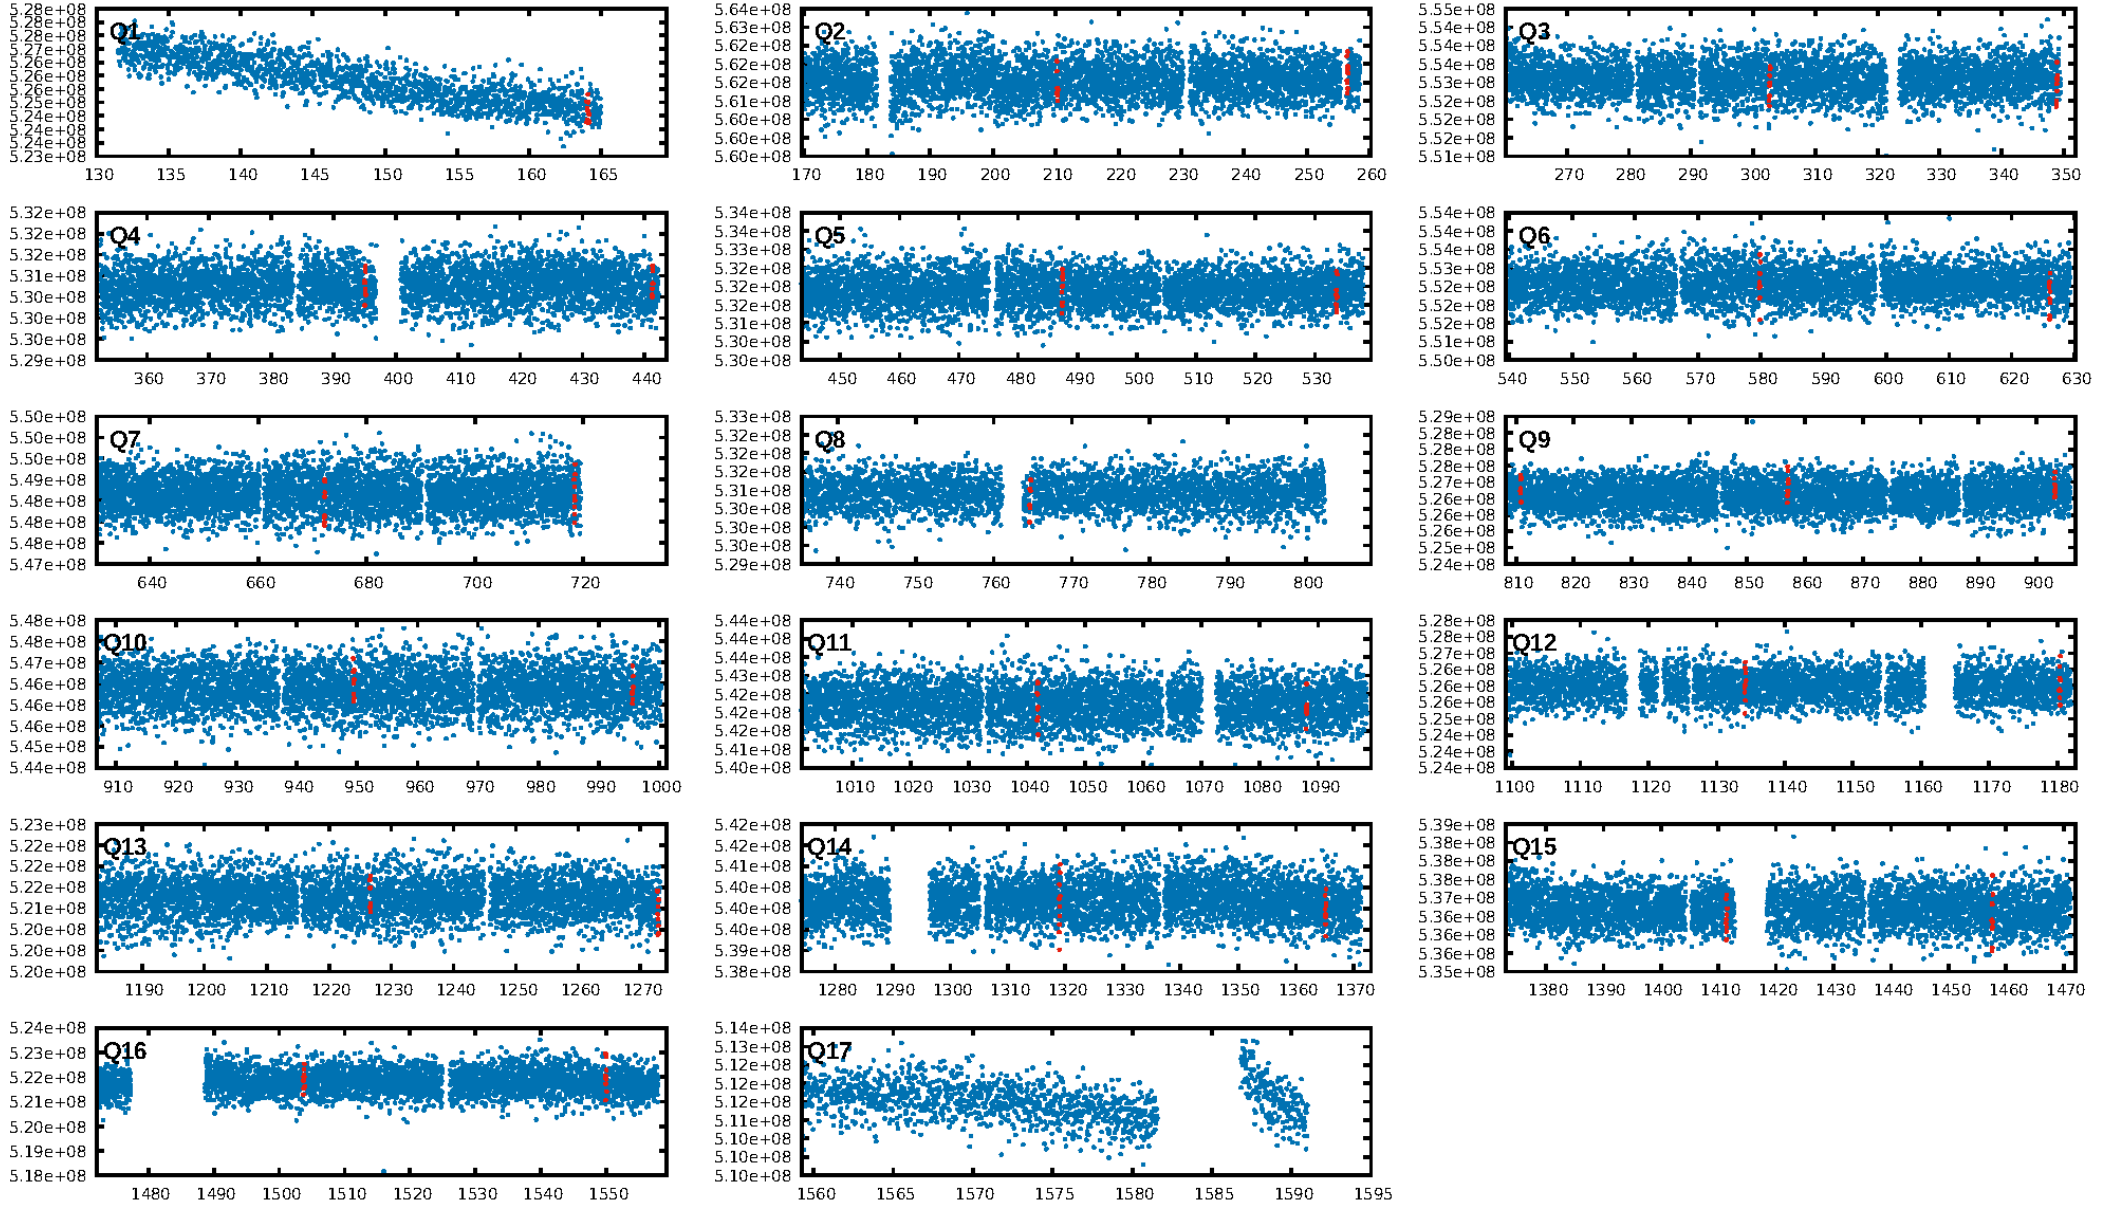 5.28e+08
5.28e+08
5.27e+08
5.27e+08
5.26e+08
5.26e+08
5.26e+08
5.25e+08
5.25e+08
5.24e+08
5.24e+08
5.23e+08
Q1
130 135 140 145 150 155 160 165
5.64e+08
5.63e+08
5.62e+08
5.62e+08
5.62e+08
5.61e+08
5.60e+08
5.60e+08
5.60e+08
Q2
170 180 190 200 210 220 230 240 250 260
5.55e+08
5.54e+08
5.54e+08
5.54e+08
5.53e+08
5.52e+08
5.52e+08
5.52e+08
5.51e+08
Q3
270 280 290 300 310 320 330 340 350
5.32e+08
5.32e+08
5.32e+08
5.31e+08
5.30e+08
5.30e+08
5.30e+08
5.29e+08
Q4
360 370 380 390 400 410 420 430 440
5.34e+08
5.34e+08
5.33e+08
5.32e+08
5.32e+08
5.32e+08
5.31e+08
5.30e+08
5.30e+08
Q5
450 460 470 480 490 500 510 520 530
5.54e+08
5.54e+08
5.54e+08
5.53e+08
5.52e+08
5.52e+08
5.52e+08
5.51e+08
5.50e+08
Q6
540 550 560 570 580 590 600 610 620 630
5.50e+08
5.50e+08
5.50e+08
5.49e+08
5.48e+08
5.48e+08
5.48e+08
5.47e+08
Q7
640 660 680 700 720
5.33e+08
5.32e+08
5.32e+08
5.32e+08
5.31e+08
5.30e+08
5.30e+08
5.30e+08
5.29e+08
Q8
740 750 760 770 780 790 800
5.29e+08
5.28e+08
5.28e+08
5.28e+08
5.27e+08
5.26e+08
5.26e+08
5.26e+08
5.25e+08
5.24e+08
Q9
810 820 830 840 850 860 870 880 890 900
5.48e+08
5.48e+08
5.47e+08
5.46e+08
5.46e+08
5.46e+08
5.45e+08
5.44e+08
Q10
910 920 930 940 950 960 970 980 990 1000
5.44e+08
5.44e+08
5.44e+08
5.43e+08
5.42e+08
5.42e+08
5.42e+08
5.41e+08
5.40e+08
Q11
1010 1020 1030 1040 1050 1060 1070 1080 1090
5.28e+08
5.28e+08
5.27e+08
5.26e+08
5.26e+08
5.26e+08
5.25e+08
5.24e+08
5.24e+08
Q12
1100 1110 1120 1130 1140 1150 1160 1170 1180
5.23e+08
5.22e+08
5.22e+08
5.22e+08
5.21e+08
5.20e+08
5.20e+08
5.20e+08
Q13
1190 1200 1210 1220 1230 1240 1250 1260 1270
5.42e+08
5.42e+08
5.41e+08
5.40e+08
5.40e+08
5.40e+08
5.39e+08
5.38e+08
Q14
1280 1290 1300 1310 1320 1330 1340 1350 1360 1370
5.39e+08
5.38e+08
5.38e+08
5.38e+08
5.37e+08
5.36e+08
5.36e+08
5.36e+08
5.35e+08
Q15
1380 1390 1400 1410 1420 1430 1440 1450 1460 1470
5.24e+08
5.23e+08
5.22e+08
5.21e+08
5.19e+08
5.19e+08
5.18e+08
Q16
1480 1490 1500 1510 1520 1530 1540 1550
5.14e+08
5.13e+08
5.12e+08
5.12e+08
5.12e+08
5.11e+08
5.10e+08
5.10e+08
5.10e+08
Q17
1560 1565 1570 1575 1580 1585 1590 1595